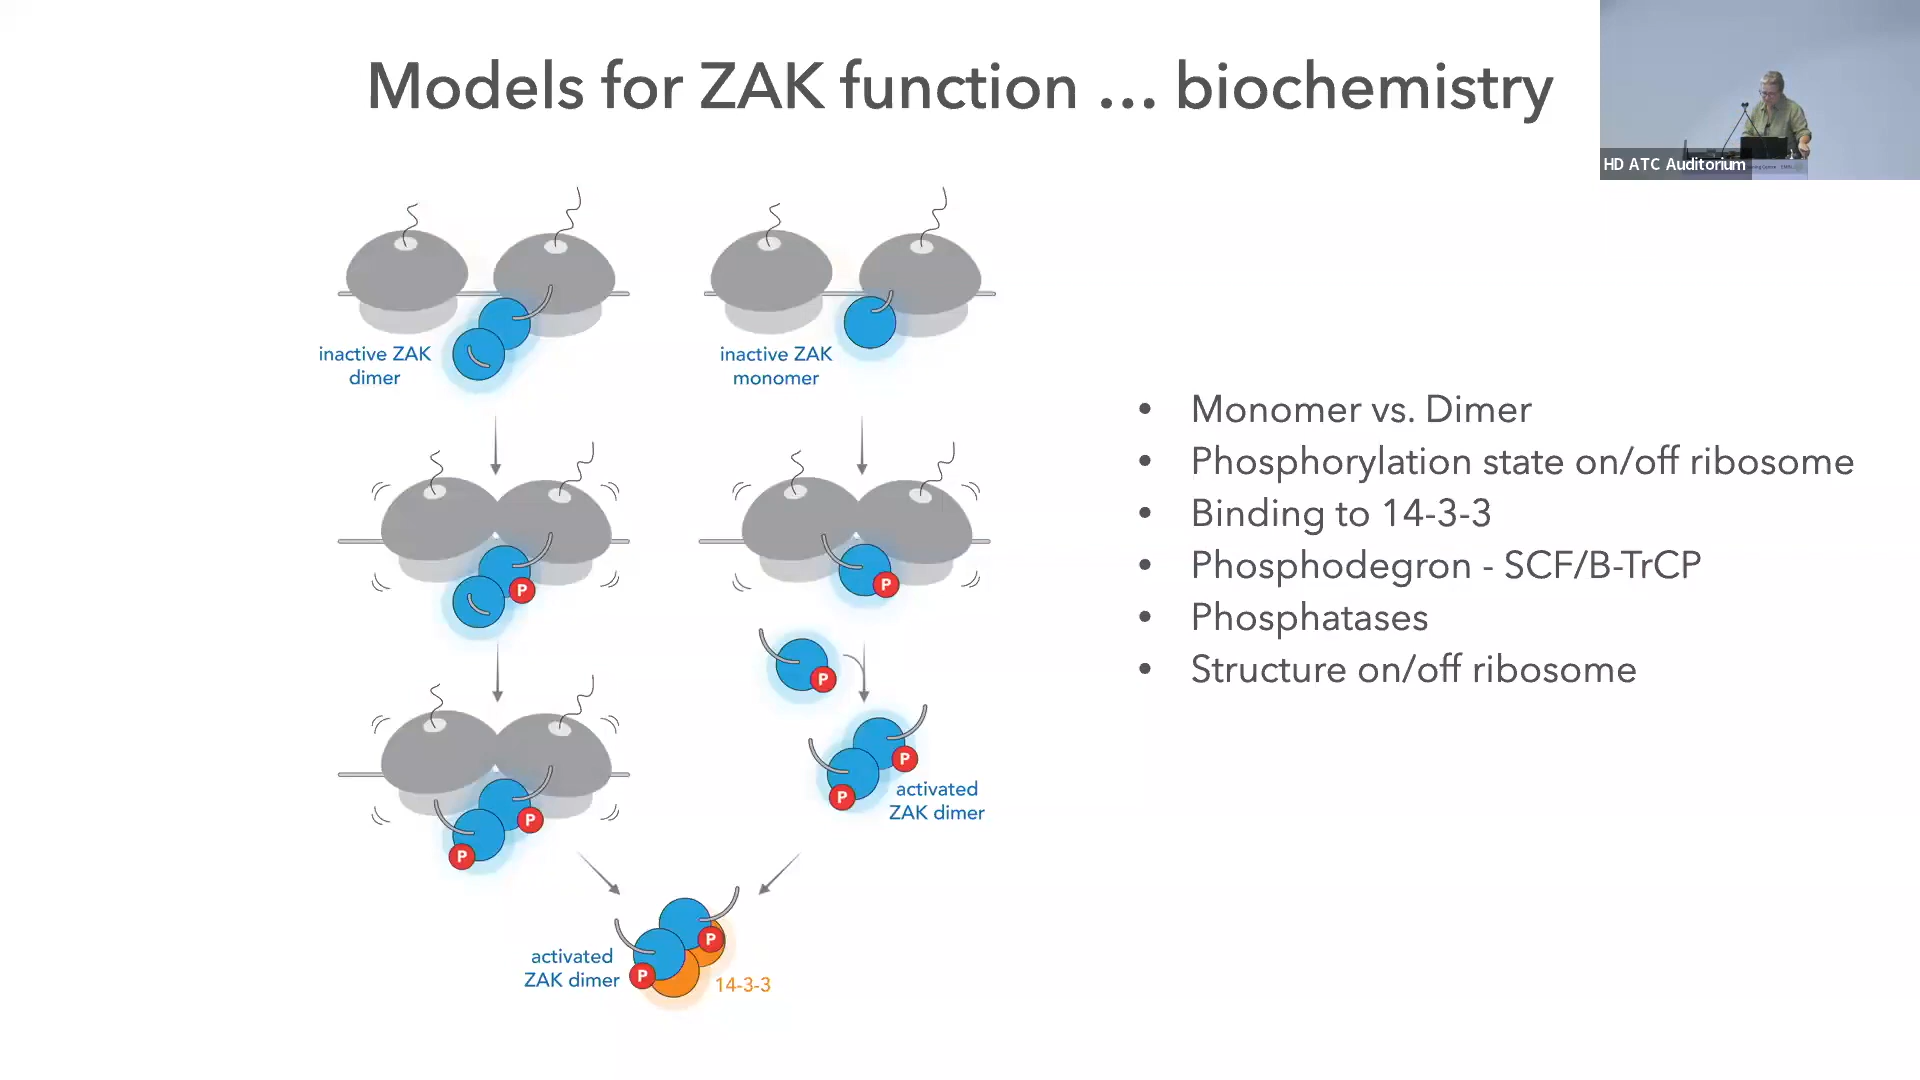 Models for ZAK function ... biochemistry
HD ATC Auditorium
inactive ZAK
dimer
inactive ZAK
monomer
P
P
P
P
P
P
P
activated
ZAK dimer
P
P
activated
ZAK dimer
14-3-3
• Monomer vs. Dimer
• Phosphorylation state on/off ribosome
• Binding to 14-3-3
• Phosphodegron - SCF/B-TrCP
• Phosphatases
• Structure on/off ribosome